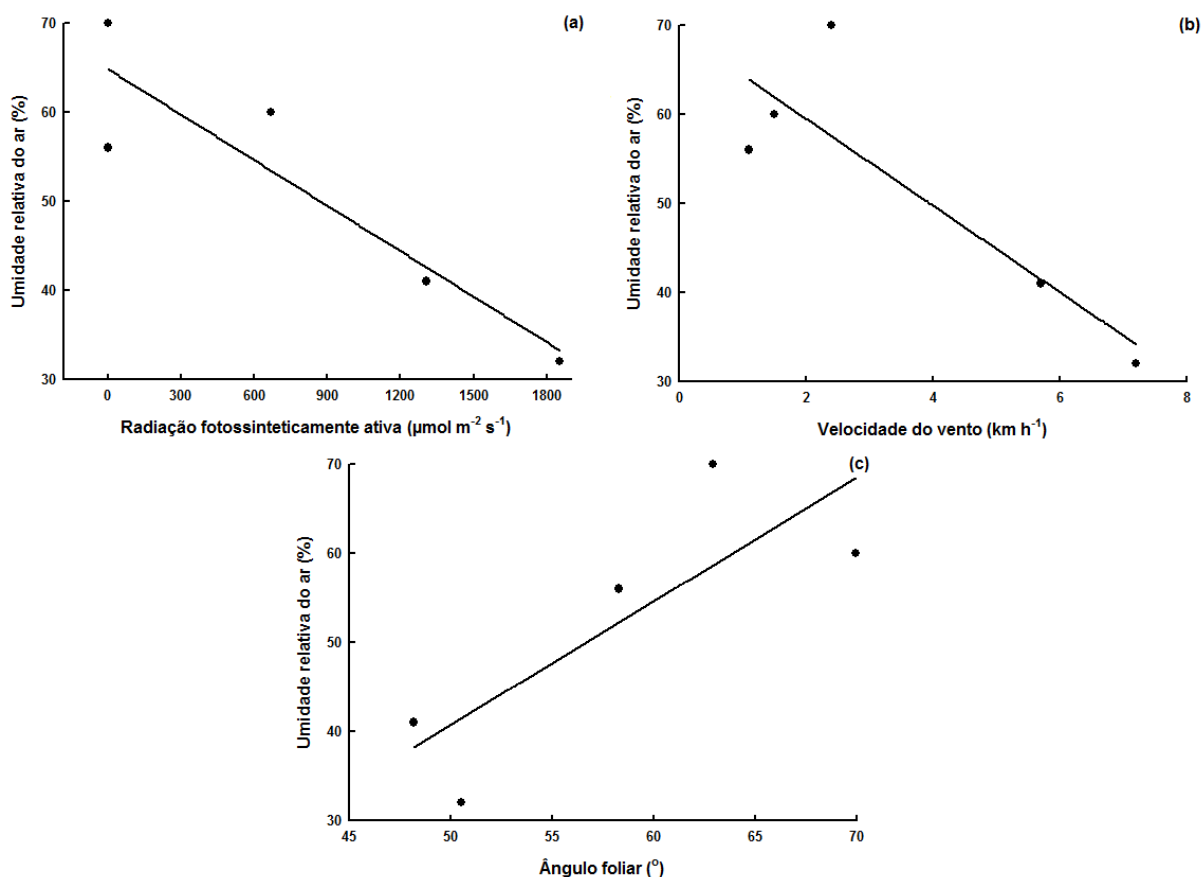 (a)
Umidade relativa do ar (%)
70
60
50
40
30
0 300 600 900 1200 1500 1800
Radiação fotossinteticamente ativa (µmol m⁻² s⁻¹)
(b)
Umidade relativa do ar (%)
70
60
50
40
30
0 2 4 6 8
Velocidade do vento (km h⁻¹)
(c)
Umidade relativa do ar (%)
70
60
50
40
30
45 50 55 60 65 70
Ângulo foliar (º)